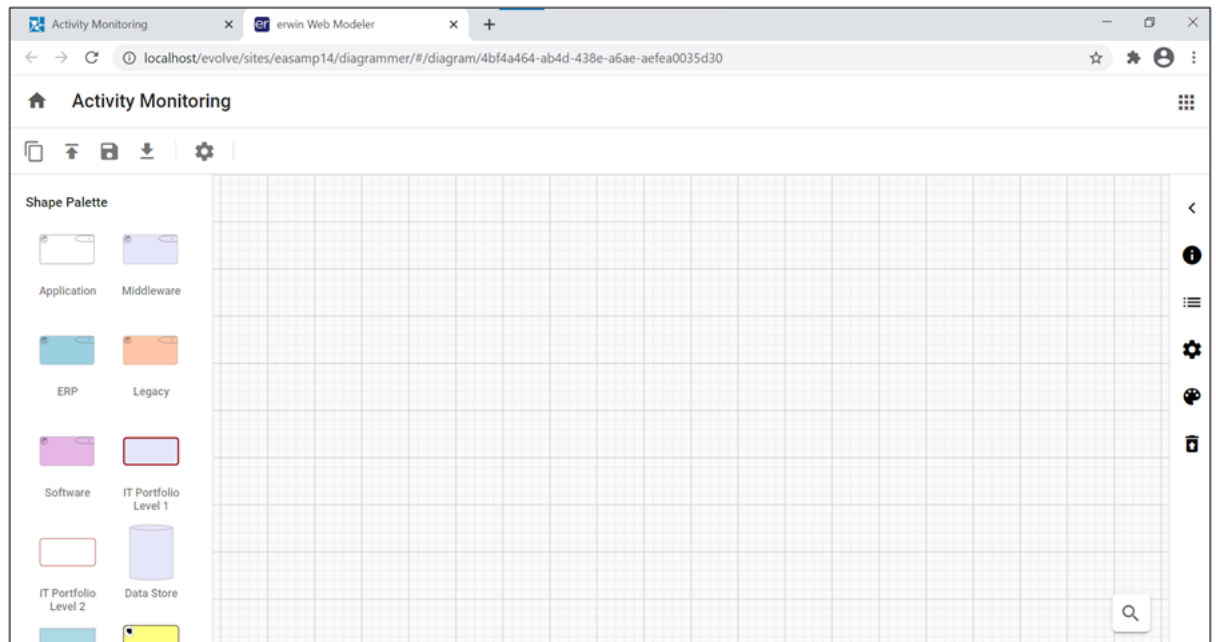 Activity Monitoring
erwin Web Modeler
localhost/evolve/sites/easamp14/diagrammer/#/diagram/4bf4a464-ab4d-438e-a6ae-aefea0035d30
Activity Monitoring
Shape Palette
Application
Middleware
ERP
Legacy
Software
IT Portfolio
Level 1
IT Portfolio
Level 2
Data Store